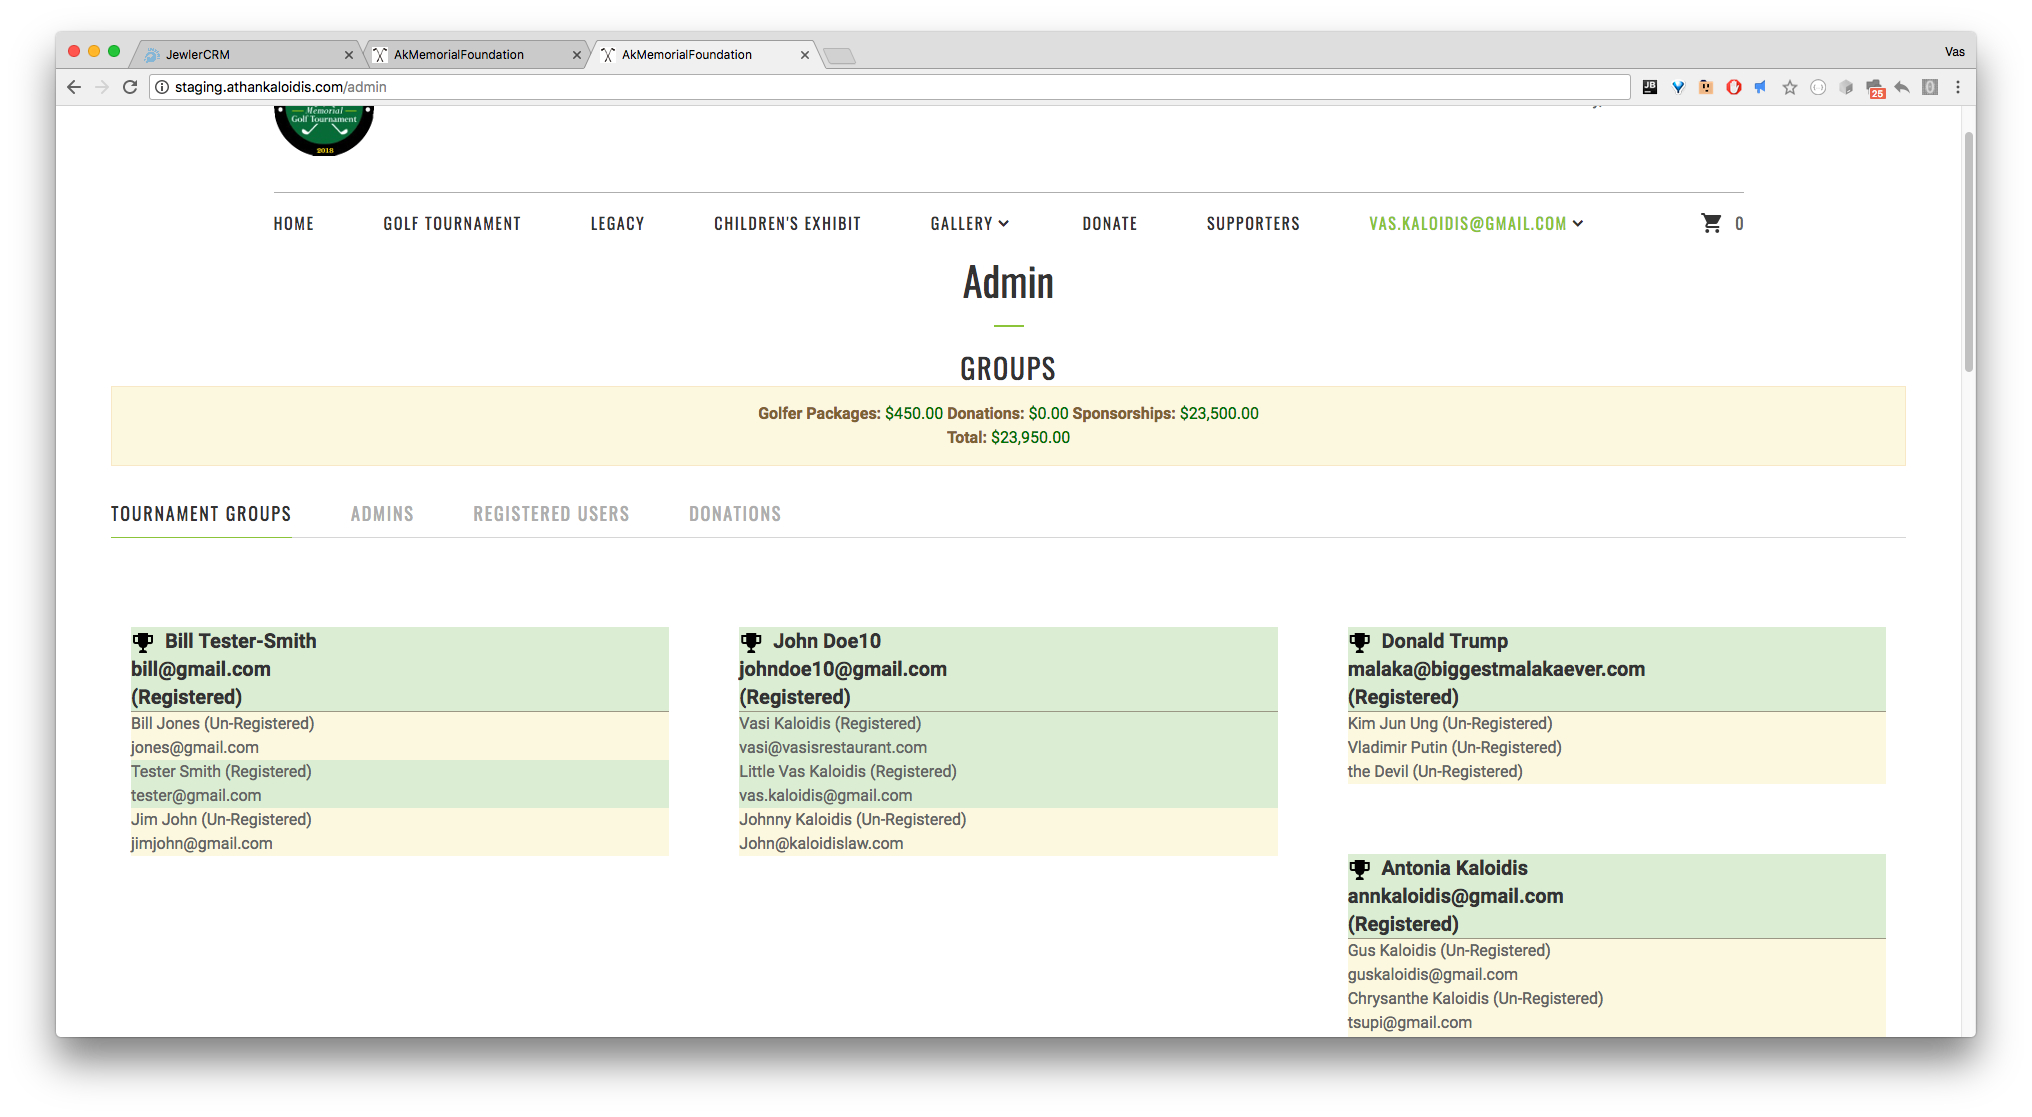 JewlerCRM
AkMemorialFoundation
AkMemorialFoundation
Vas
staging.athankaloidis.com/admin
25
Memorial
Golf Tournament
2018
HOME
GOLF TOURNAMENT
LEGACY
CHILDREN'S EXHIBIT
GALLERY
DONATE
SUPPORTERS
VAS.KALOIDIS@GMAIL.COM
0
Admin
GROUPS
Golfer Packages: $450.00 Donations: $0.00 Sponsorships: $23,500.00
Total: $23,950.00
TOURNAMENT GROUPS
ADMINS
REGISTERED USERS
DONATIONS
Bill Tester-Smith
bill@gmail.com
(Registered)
Bill Jones (Un-Registered)
jones@gmail.com
Tester Smith (Registered)
tester@gmail.com
Jim John (Un-Registered)
jimjohn@gmail.com
John Doe10
johndoe10@gmail.com
(Registered)
Vasi Kaloidis (Registered)
vasi@vasisrestaurant.com
Little Vas Kaloidis (Registered)
vas.kaloidis@gmail.com
Johnny Kaloidis (Un-Registered)
John@kaloidislaw.com
Donald Trump
malaka@biggestmalakaever.com
(Registered)
Kim Jun Ung (Un-Registered)
Vladimir Putin (Un-Registered)
the Devil (Un-Registered)
Antonia Kaloidis
annkaloidis@gmail.com
(Registered)
Gus Kaloidis (Un-Registered)
guskaloidis@gmail.com
Chrysanthe Kaloidis (Un-Registered)
tsupi@gmail.com